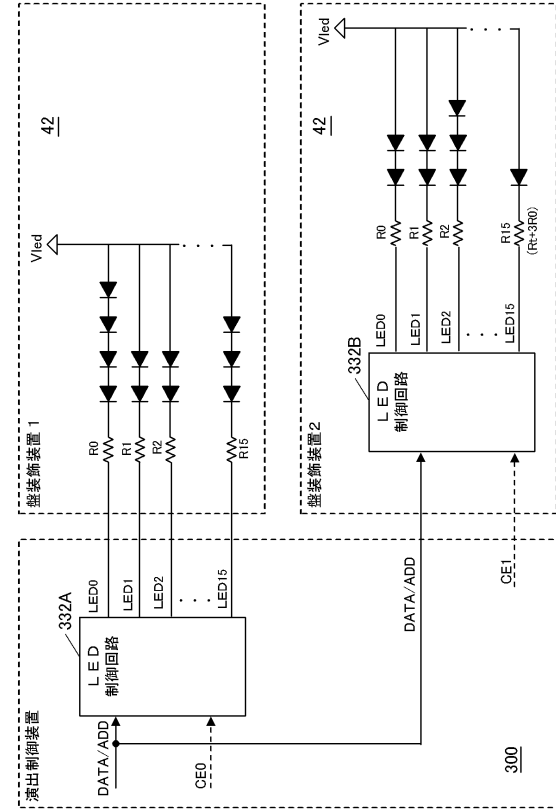 盤装飾装置１
42
Vled
R0
R1
R2
R15
盤装飾装置2
42
Vled
R0
R1
R2
R15
(Rt+3R0)
LED0
LED1
LED2
LED15
332B
ＬＥＤ
制御回路
演出制御装置
332A
ＬＥＤ
制御回路
LED0
LED1
LED2
LED15
DATA/ADD
CE0
DATA/ADD
CE1
300